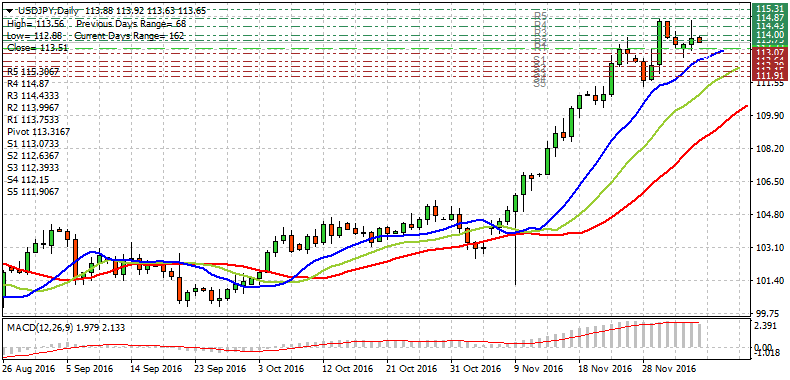 USDJPY,Daily 113.88 113.92 113.63 113.65
High= 113.56 Previous Days Range= 68
Low= 112.88 Current Days Range= 162
Close= 113.51
R5 115.3067
R4 114.87
R3 114.4333
R2 113.9967
R1 113.7533
Pivot 113.3167
S1 113.0733
S2 112.6367
S3 112.3933
S4 112.15
S5 111.9067
115.31
114.87
114.43
114.00
113.07
111.91
111.55
109.90
108.20
106.50
104.80
103.10
101.40
99.75
MACD(12,26,9) 1.979 2.133
2.391
0.00
-1.018
26 Aug 2016 5 Sep 2016 14 Sep 2016 23 Sep 2016 3 Oct 2016 12 Oct 2016 21 Oct 2016 31 Oct 2016 9 Nov 2016 18 Nov 2016 28 Nov 2016